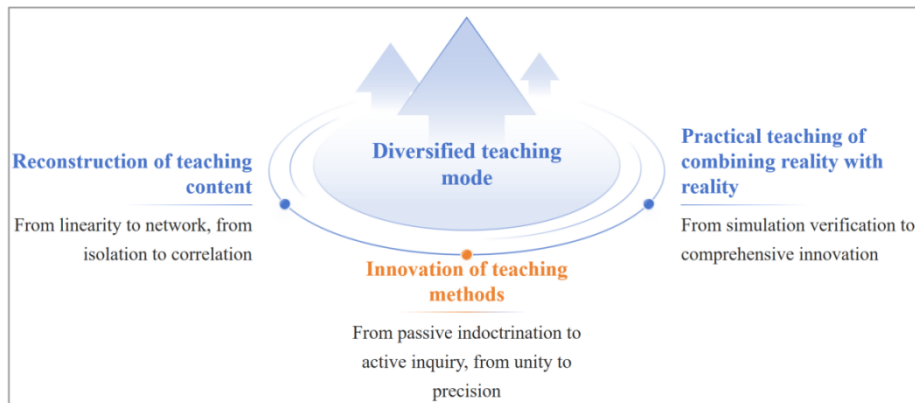 Diversified teaching
mode
Reconstruction of teaching
content
From linearity to network, from
isolation to correlation
Innovation of teaching
methods
From passive indoctrination to
active inquiry, from unity to
precision
Practical teaching of
combining reality with
reality
From simulation verification to
comprehensive innovation